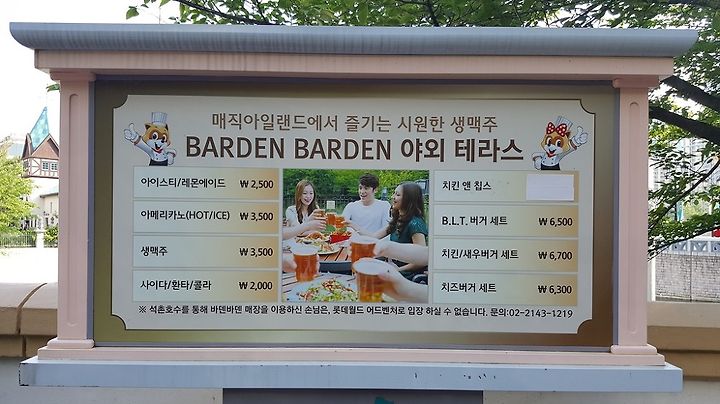 매직아일랜드에서 즐기는 시원한 생맥주
BARDEN BARDEN 야외 테라스
아이스티/레몬에이드 ₩ 2,500
아메리카노(HOT/ICE) ₩ 3,500
생맥주 ₩ 3,500
사이다/환타/콜라 ₩ 2,000
치킨 앤 칩스
B.L.T. 버거 세트 ₩ 6,500
치킨/새우버거 세트 ₩ 6,700
치즈버거 세트 ₩ 6,300
※ 석촌호수를 통해 바덴바덴 매장을 이용하신 손님은, 롯데월드 어드벤처로 입장 하실 수 없습니다. 문의:02-2143-1219